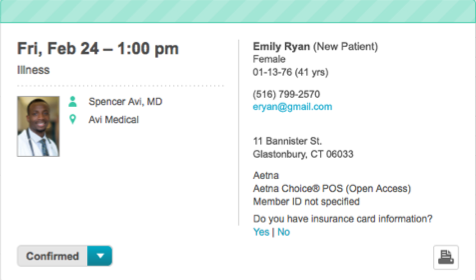 Fri, Feb 24 – 1:00 pm
Illness
Spencer Avi, MD
Avi Medical
Confirmed
Emily Ryan (New Patient)
Female
01-13-76 (41 yrs)
(516) 799-2570
eryan@gmail.com
11 Bannister St.
Glastonbury, CT 06033
Aetna
Aetna Choice® POS (Open Access)
Member ID not specified
Do you have insurance card information?
Yes | No